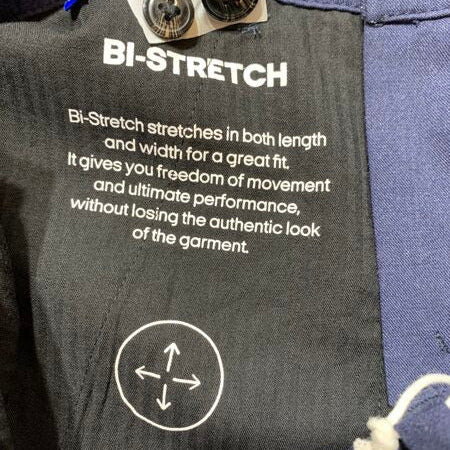 BI-STRETCH
Bi-Stretch stretches in both length
and width for a great fit.
It gives you freedom of movement
and ultimate performance,
without losing the authentic look
of the garment.